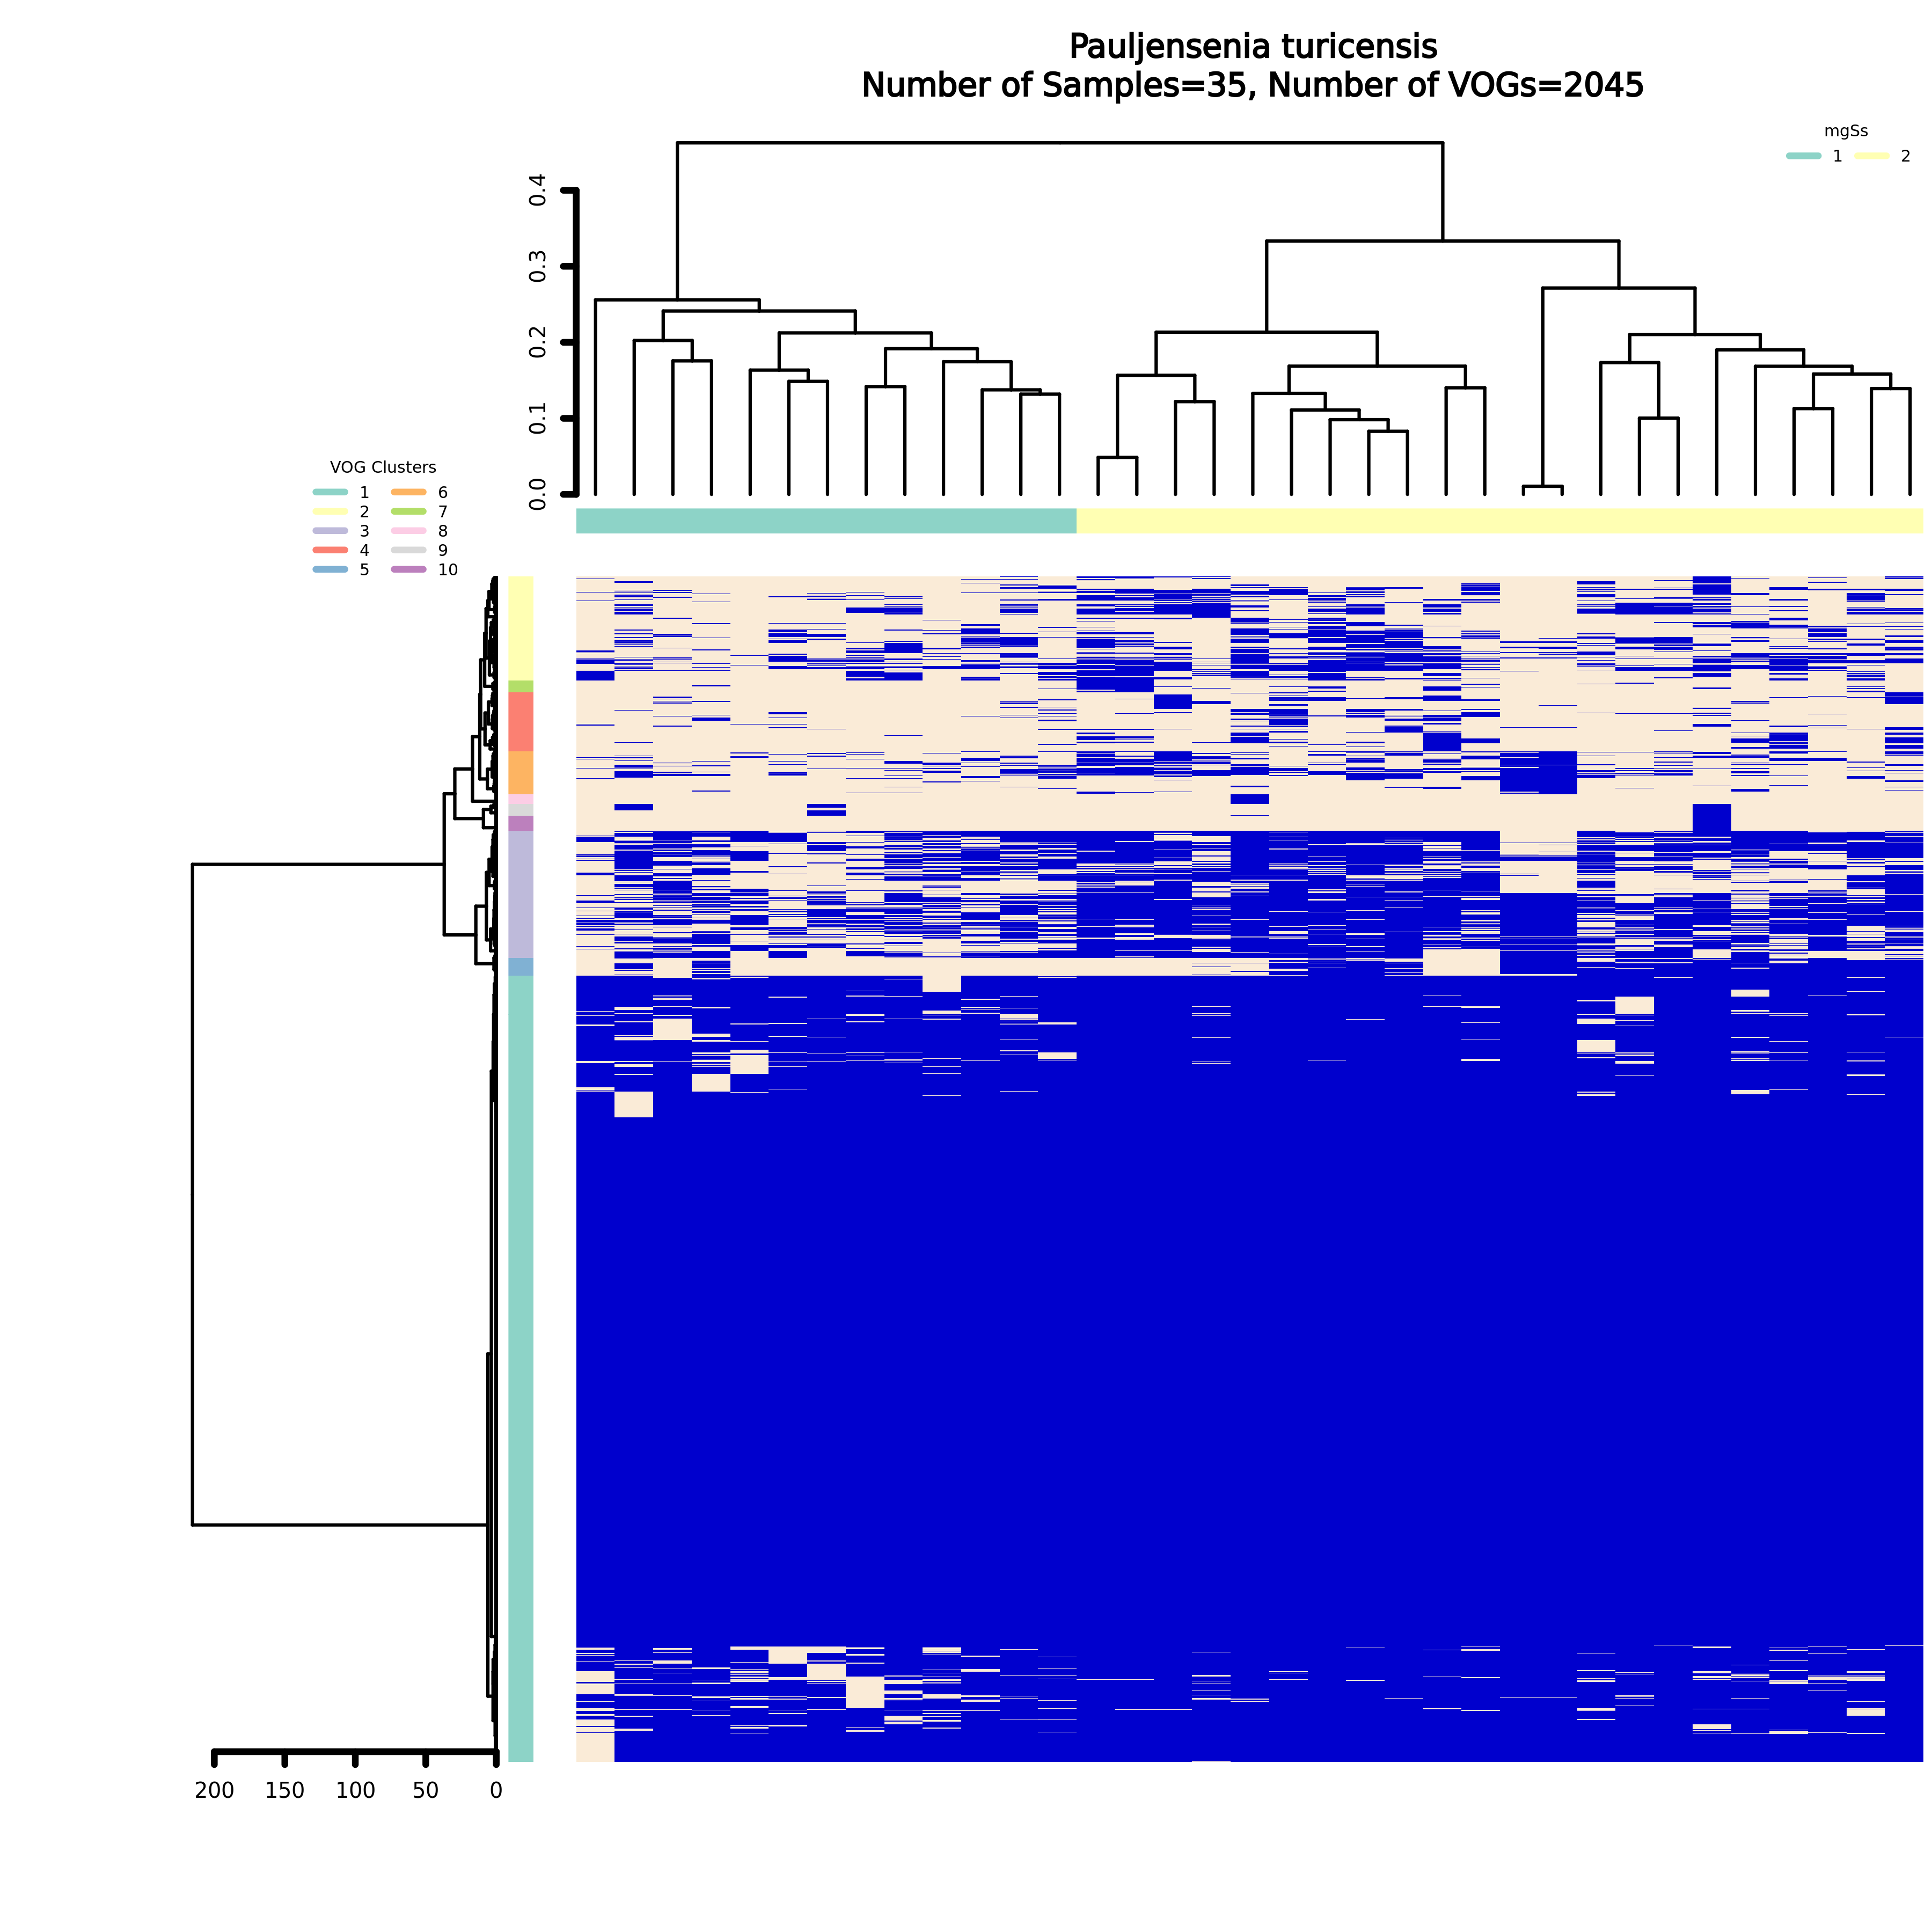 Pauljensenia turicensis
Number of Samples=35, Number of VOGs=2045
mgSs
1 2
0.4
0.3
0.2
0.1
0.0
VOG Clusters
1 6
2 7
3 8
4 9
5 10
200 150 100 50 0